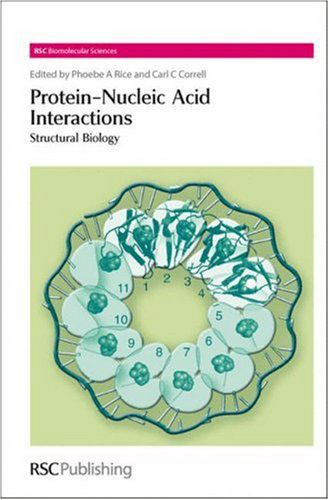 RSC Biomolecular Sciences
Edited by Phoebe A Rice and Carl C Correll
Protein–Nucleic Acid
Interactions
Structural Biology
1
2
3
4
5
6
7
8
9
10
11
RSCPublishing